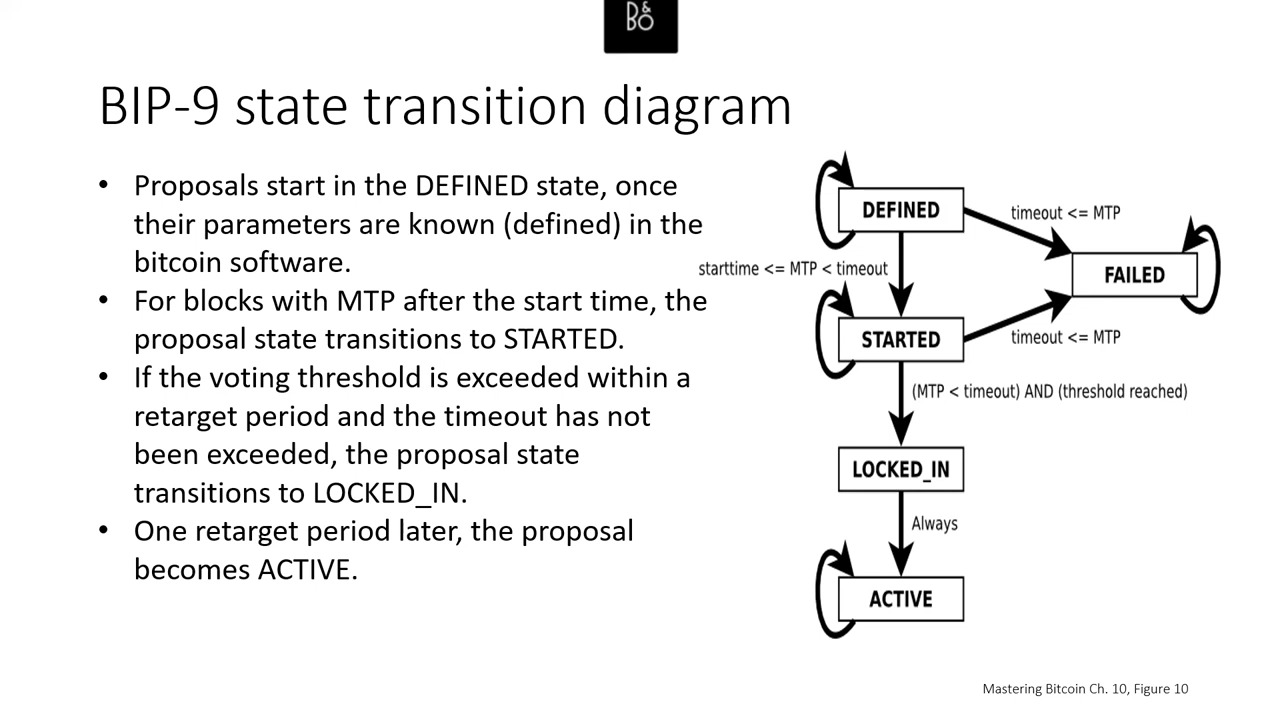 B&O
BIP-9 state transition diagram
• Proposals start in the DEFINED state, once
their parameters are known (defined) in the
bitcoin software.
• For blocks with MTP after the start time, the
proposal state transitions to STARTED.
• If the voting threshold is exceeded within a
retarget period and the timeout has not
been exceeded, the proposal state
transitions to LOCKED_IN.
• One retarget period later, the proposal
becomes ACTIVE.
DEFINED
timeout <= MTP
starttime <= MTP < timeout
FAILED
STARTED
timeout <= MTP
(MTP < timeout) AND (threshold reached)
LOCKED_IN
Always
ACTIVE
Mastering Bitcoin Ch. 10, Figure 10